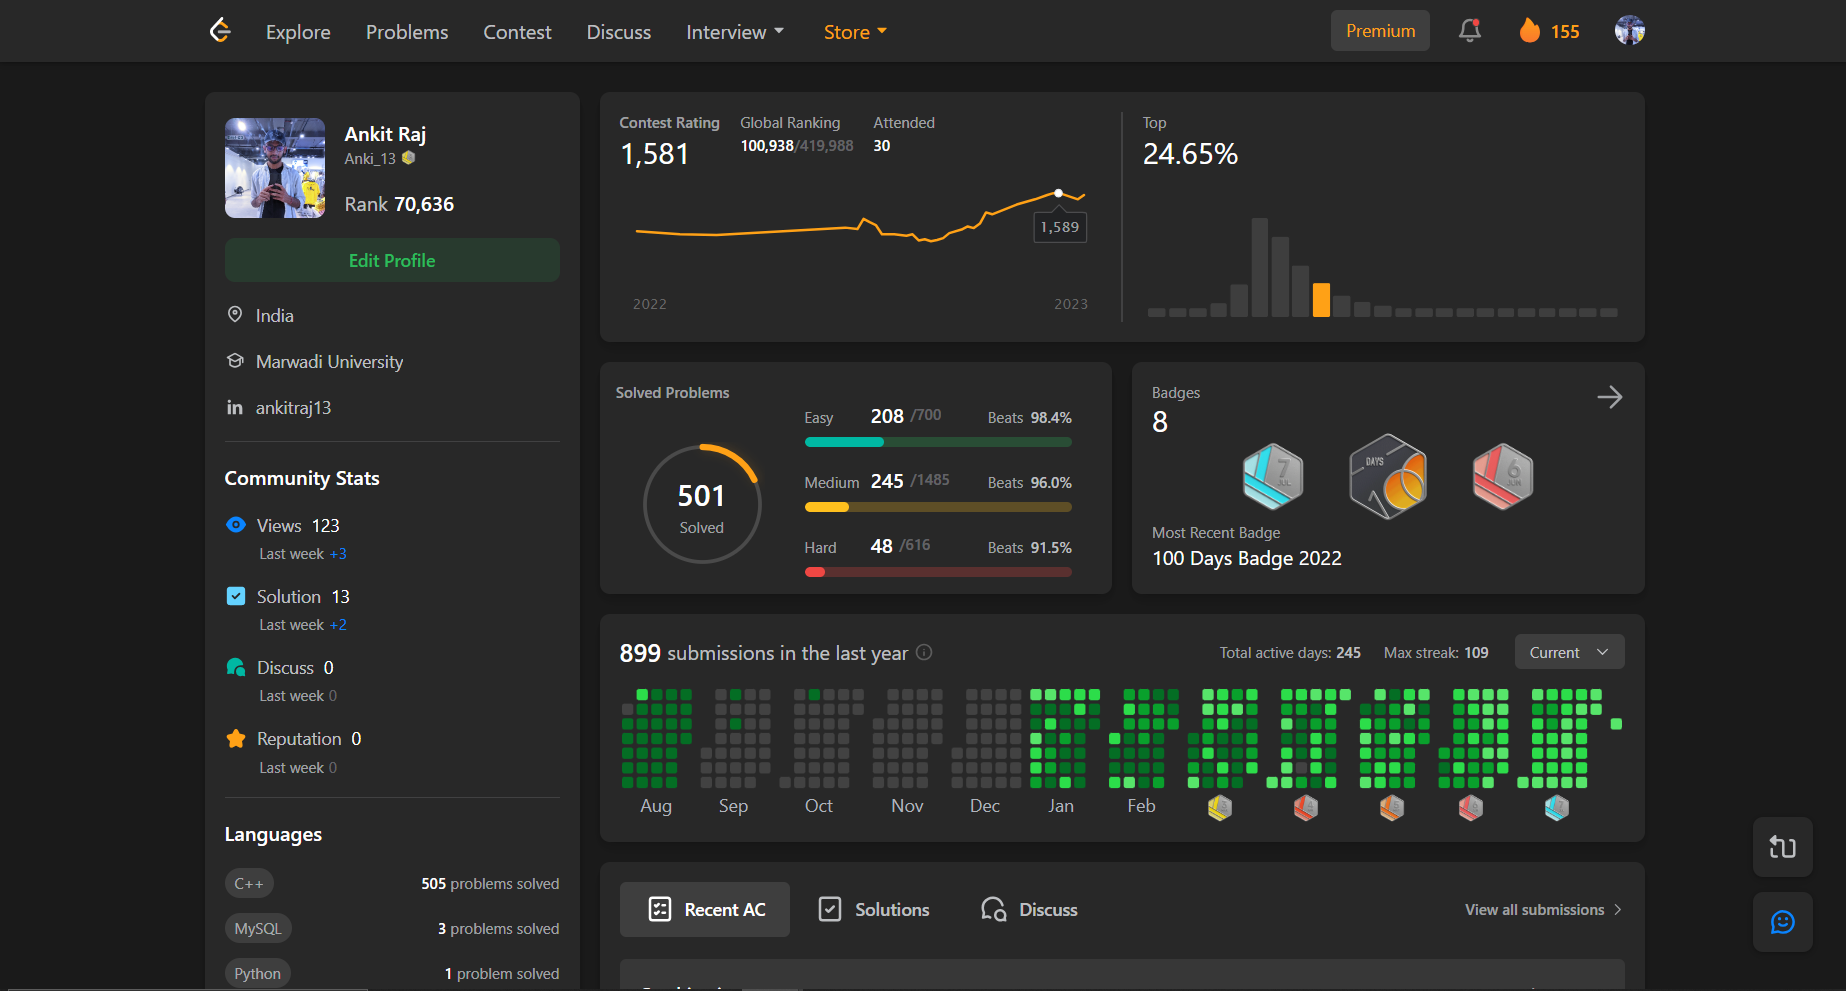 Explore Problems Contest Discuss Interview Store Premium 155
Ankit Raj
Anki_13
Rank 70,636
Edit Profile
India
Marwadi University
ankitraj13
Community Stats
Views 123
Last week +3
Solution 13
Last week +2
Discuss 0
Last week 0
Reputation 0
Last week 0
Languages
C++ 505 problems solved
MySQL 3 problems solved
Python 1 problem solved
Contest Rating Global Ranking Attended
1,581 100,938/419,988 30
1,589
2022 2023
Top
24.65%
Solved Problems
501
Solved
Easy 208 /700 Beats 98.4%
Medium 245 /1485 Beats 96.0%
Hard 48 /616 Beats 91.5%
Badges
8
7
JUL
DAYS
6
JUN
Most Recent Badge
100 Days Badge 2022
899 submissions in the last year Total active days: 245 Max streak: 109 Current
Aug Sep Oct Nov Dec Jan Feb
Recent AC Solutions Discuss View all submissions